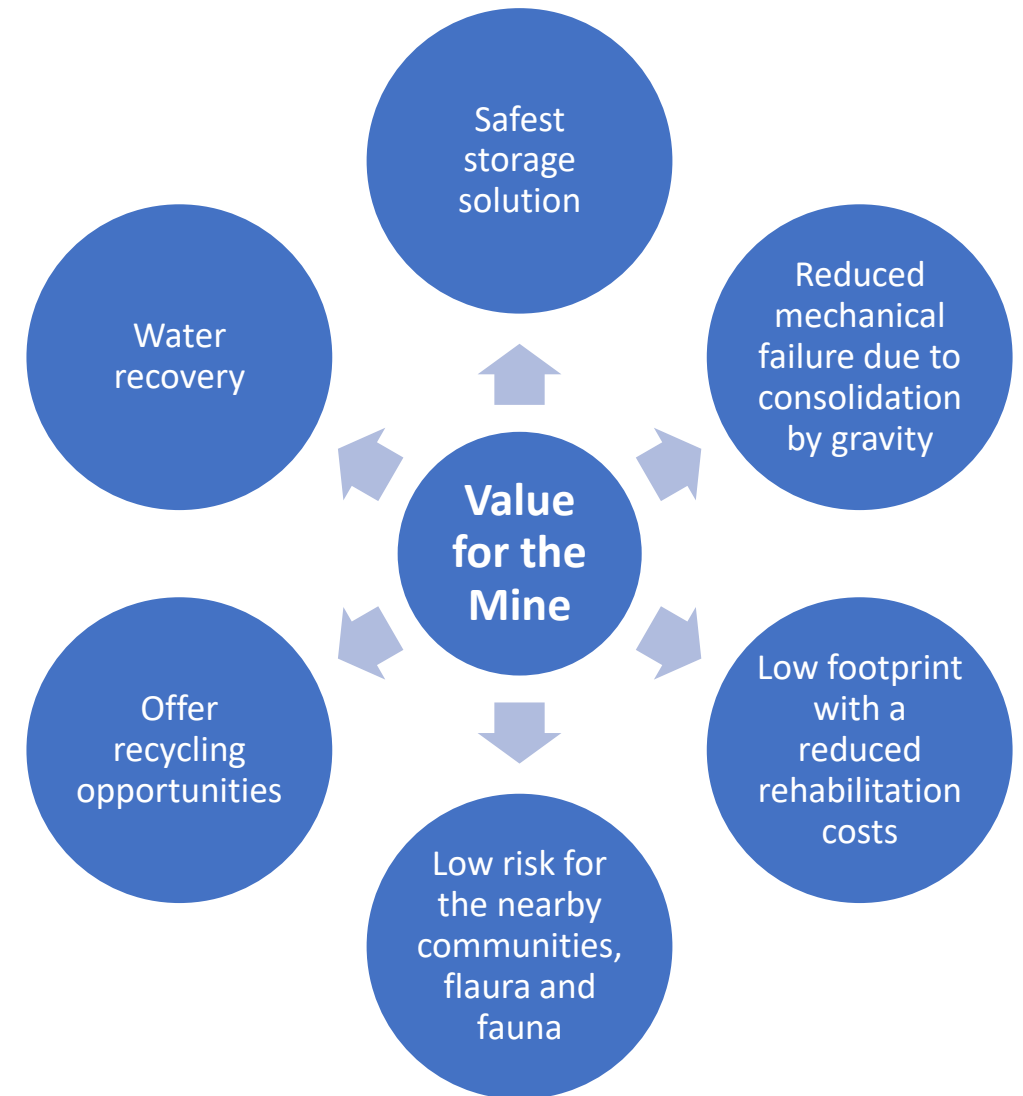 Safest
storage
solution
Reduced
mechanical
failure due to
consolidation
by gravity
Low footprint
with a
reduced
rehabilitation
costs
Low risk for
the nearby
communities,
flaura and
fauna
Offer
recycling
opportunities
Water
recovery
Value
for the
Mine